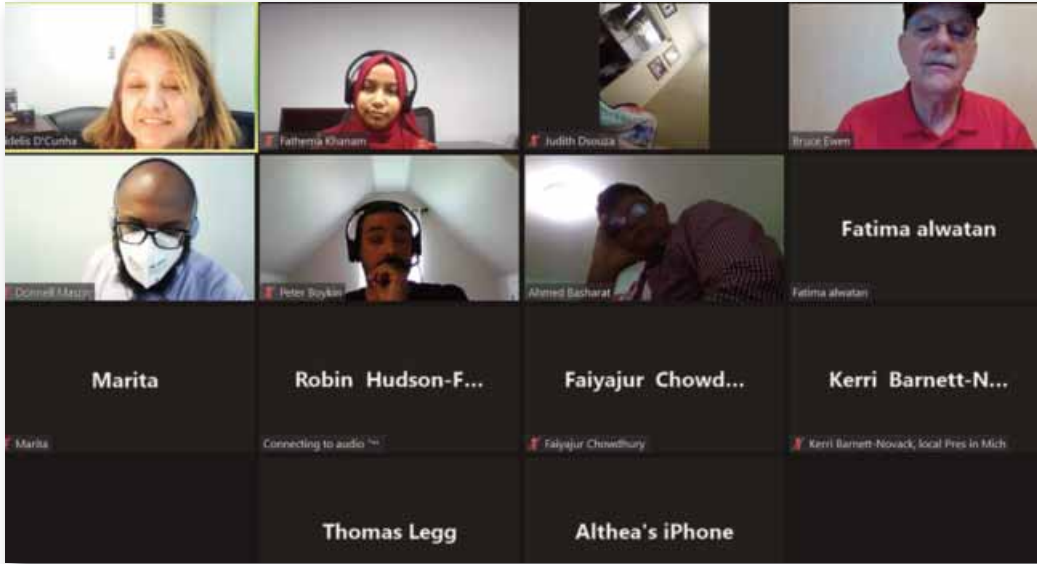 D'Cunha
Fathema Khanam
Judith Dsouza
Bruce Ewen
Donnell
Peter Boykin
Ahmed Basharat
Fatima alwatan
Fatima alwatan
Marita
Marita
Robin Hudson-F...
Connecting to audio
Faiyajur Chowd...
Faiyajur Chowdhury
Kerri Barnett-N...
Kerri Barnett-Novack, local Pres in Mich
Thomas Legg
Althea's iPhone